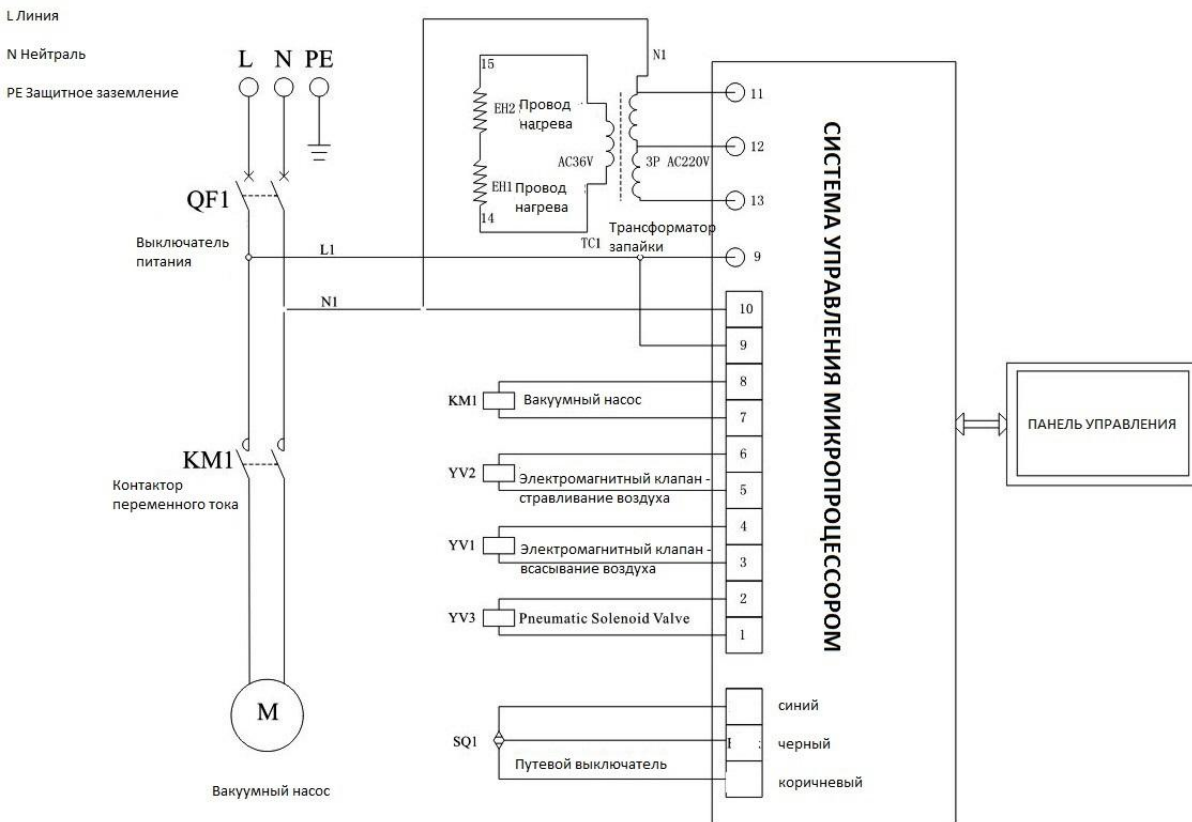 L Линия
N Нейтраль
PE Защитное заземление
L N PE
QF1
Выключатель
питания
L1
N1
KM1
Контактор
переменного тока
M
Вакуумный насос
N1
15
EH2
Провод
нагрева
EH1
Провод
нагрева
14
AC36V
3P AC220V
TC1
Трансформатор
запайки
11
12
13
9
10
9
8
7
6
5
4
3
2
1
KM1
Вакуумный насос
YV2
Электромагнитный клапан -
стравливание воздуха
YV1
Электромагнитный клапан -
всасывание воздуха
YV3
Pneumatic Solenoid Valve
SQ1
Путевой выключатель
синий
черный
коричневый
СИСТЕМА УПРАВЛЕНИЯ МИКРОПРОЦЕССОРОМ
ПАНЕЛЬ УПРАВЛЕНИЯ